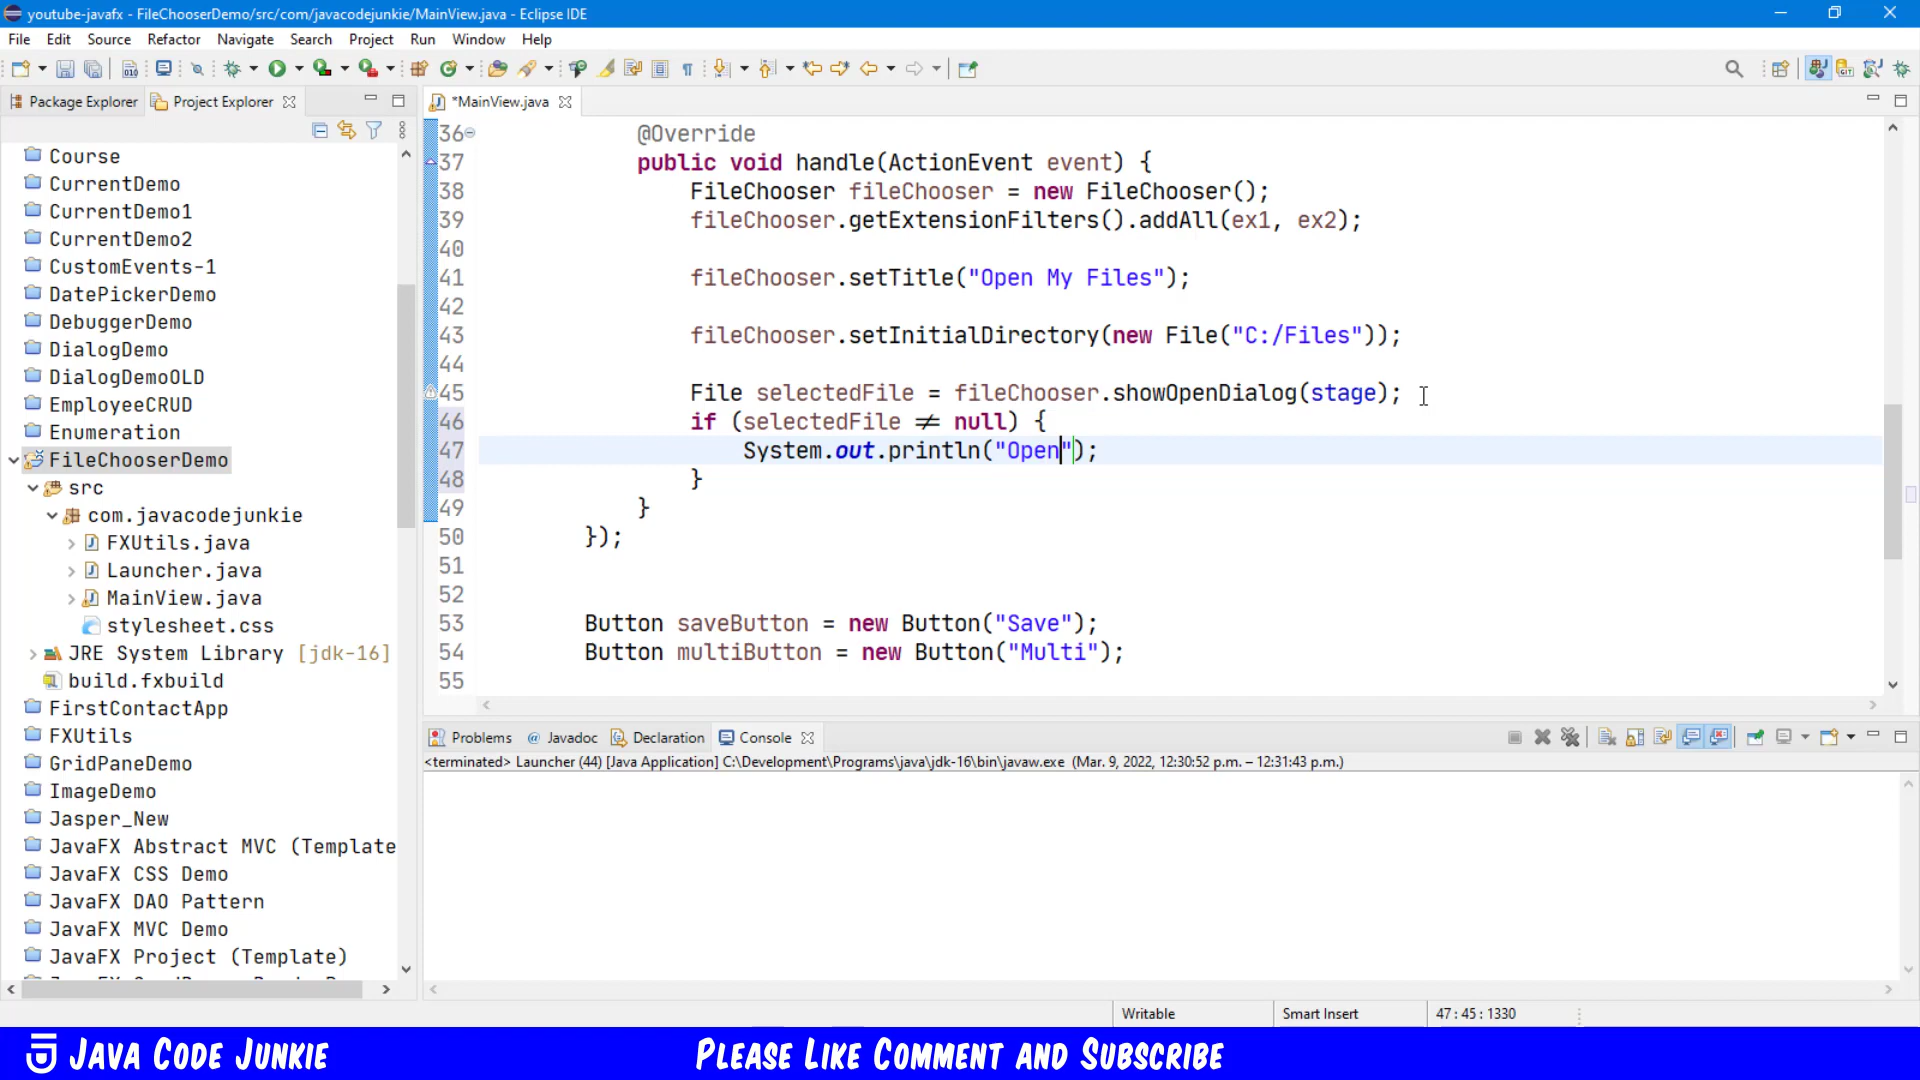 youtube-javafx - FileChooserDemo/src/com/javacodejunkie/MainView.java - Eclipse IDE
File Edit Source Refactor Navigate Search Project Run Window Help
Package Explorer Project Explorer
*MainView.java
Course
CurrentDemo
CurrentDemo1
CurrentDemo2
CustomEvents-1
DatePickerDemo
DebuggerDemo
DialogDemo
DialogDemoOLD
EmployeeCRUD
Enumeration
FileChooserDemo
src
com.javacodejunkie
FXUtils.java
Launcher.java
MainView.java
stylesheet.css
JRE System Library [jdk-16]
build.fxbuild
FirstContactApp
FXUtils
GridPaneDemo
ImageDemo
Jasper_New
JavaFX Abstract MVC (Template
JavaFX CSS Demo
JavaFX DAO Pattern
JavaFX MVC Demo
JavaFX Project (Template)
36 @Override
37 public void handle(ActionEvent event) {
38 FileChooser fileChooser = new FileChooser();
39 fileChooser.getExtensionFilters().addAll(ex1, ex2);
40
41 fileChooser.setTitle("Open My Files");
42
43 fileChooser.setInitialDirectory(new File("C:/Files"));
44
45 File selectedFile = fileChooser.showOpenDialog(stage);
46 if (selectedFile ≠ null) {
47 System.out.println("Open");
48 }
49 }
50 });
51
52
53 Button saveButton = new Button("Save");
54 Button multiButton = new Button("Multi");
55
Problems @ Javadoc Declaration Console
<terminated> Launcher (44) [Java Application] C:\Development\Programs\java\jdk-16\bin\javaw.exe (Mar. 9, 2022, 12:30:52 p.m. – 12:31:43 p.m.)
Writable Smart Insert 47 : 45 : 1330
JAVA CODE JUNKIE
PLEASE LIKE COMMENT AND SUBSCRIBE